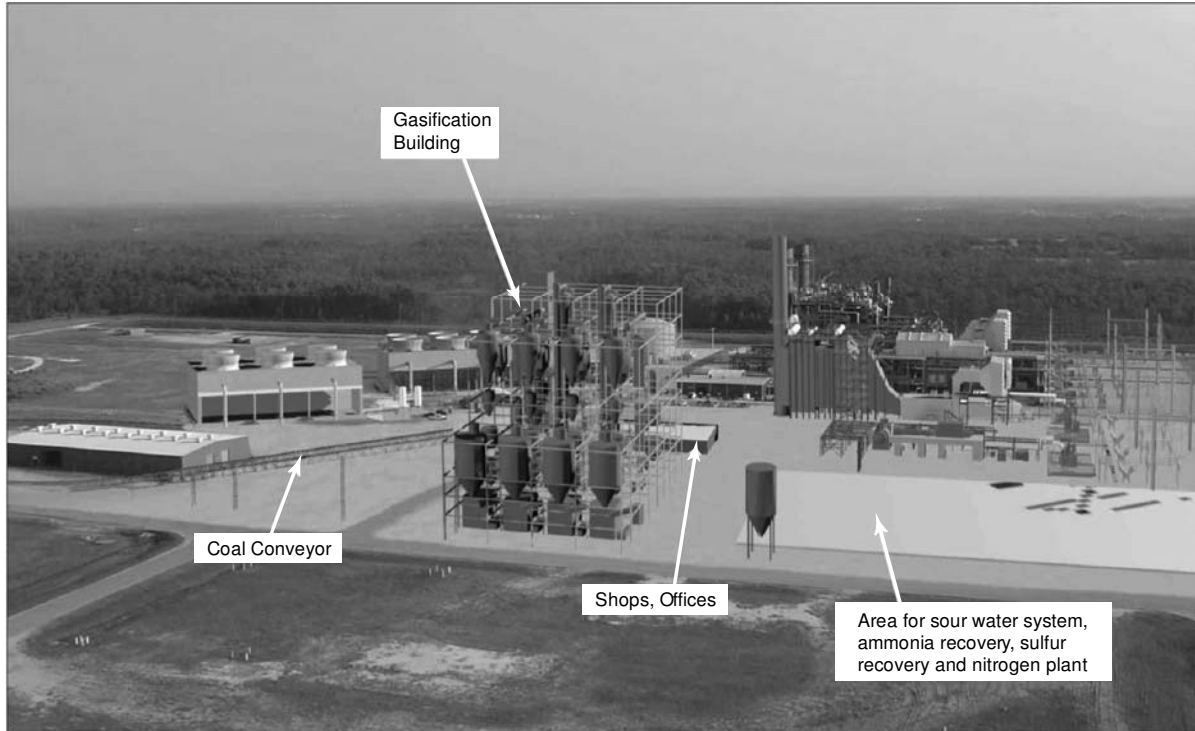 Gasification
Building
Coal Conveyor
Shops, Offices
Area for sour water system,
ammonia recovery, sulfur
recovery and nitrogen plant